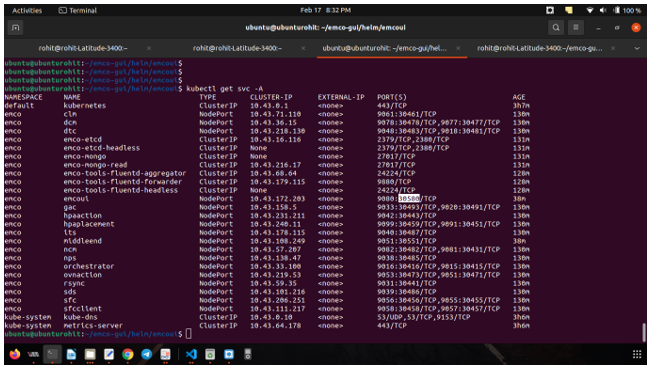 Activities Terminal Feb 17 8:32 PM 100 %
ubuntu@ubunturohit: ~/emco-gui/helm/emcoui
rohit@rohit-Latitude-3400:~ × rohit@rohit-Latitude-3400:~ × ubuntu@ubunturohit: ~/emco-gui/hel... × rohit@rohit-Latitude-3400:~/emco-gu... ×
ubuntu@ubunturohit:~/emco-gui/helm/emcoui$
ubuntu@ubunturohit:~/emco-gui/helm/emcoui$
ubuntu@ubunturohit:~/emco-gui/helm/emcoui$
ubuntu@ubunturohit:~/emco-gui/helm/emcoui$ kubectl get svc -A
NAMESPACE NAME TYPE CLUSTER-IP EXTERNAL-IP PORT(S) AGE
default kubernetes ClusterIP 10.43.0.1 <none> 443/TCP 3h7m
emco clm NodePort 10.43.71.110 <none> 9061:30461/TCP 130m
emco dcm NodePort 10.43.36.15 <none> 9078:30478/TCP,9077:30477/TCP 130m
emco dtc NodePort 10.43.218.130 <none> 9048:30483/TCP,9018:30481/TCP 130m
emco emco-etcd ClusterIP 10.43.16.116 <none> 2379/TCP,2380/TCP 131m
emco emco-etcd-headless ClusterIP None <none> 2379/TCP,2380/TCP 131m
emco emco-mongo ClusterIP None <none> 27017/TCP 131m
emco emco-mongo-read ClusterIP 10.43.216.17 <none> 27017/TCP 131m
emco emco-tools-fluentd-aggregator ClusterIP 10.43.68.64 <none> 24224/TCP 128m
emco emco-tools-fluentd-forwarder ClusterIP 10.43.179.115 <none> 9880/TCP 128m
emco emco-tools-fluentd-headless ClusterIP None <none> 24224/TCP 128m
emco emcoui NodePort 10.43.172.203 <none> 9080:30580/TCP 38m
emco gac NodePort 10.43.158.5 <none> 9033:30493/TCP,9020:30491/TCP 130m
emco hpaaction NodePort 10.43.231.211 <none> 9042:30443/TCP 130m
emco hpaplacement NodePort 10.43.240.11 <none> 9099:30459/TCP,9091:30451/TCP 130m
emco its NodePort 10.43.178.115 <none> 9040:30487/TCP 130m
emco middleend NodePort 10.43.108.249 <none> 9051:30551/TCP 38m
emco ncm NodePort 10.43.57.207 <none> 9082:30482/TCP,9081:30431/TCP 130m
emco nps NodePort 10.43.138.47 <none> 9038:30485/TCP 130m
emco orchestrator NodePort 10.43.33.100 <none> 9016:30416/TCP,9015:30415/TCP 130m
emco ovnaction NodePort 10.43.219.53 <none> 9053:30473/TCP,9051:30471/TCP 130m
emco rsync NodePort 10.43.59.35 <none> 9031:30441/TCP 130m
emco sds NodePort 10.43.101.216 <none> 9039:30486/TCP 130m
emco sfc NodePort 10.43.206.251 <none> 9056:30456/TCP,9055:30455/TCP 130m
emco sfcclient NodePort 10.43.111.217 <none> 9058:30458/TCP,9057:30457/TCP 130m
kube-system kube-dns ClusterIP 10.43.0.10 <none> 53/UDP,53/TCP,9153/TCP 3h6m
kube-system metrics-server ClusterIP 10.43.64.178 <none> 443/TCP 3h6m
ubuntu@ubunturohit:~/emco-gui/helm/emcoui$